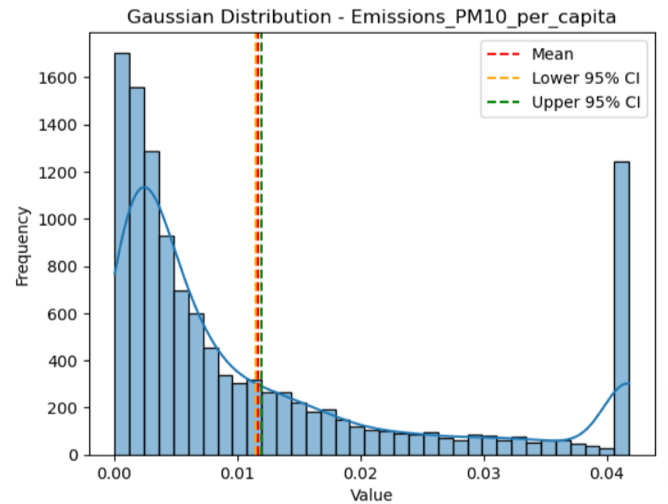 Gaussian Distribution - Emissions_PM10_per_capita
Mean
Lower 95% CI
Upper 95% CI
Frequency
1600
1400
1200
1000
800
600
400
200
0
0.00 0.01 0.02 0.03 0.04
Value